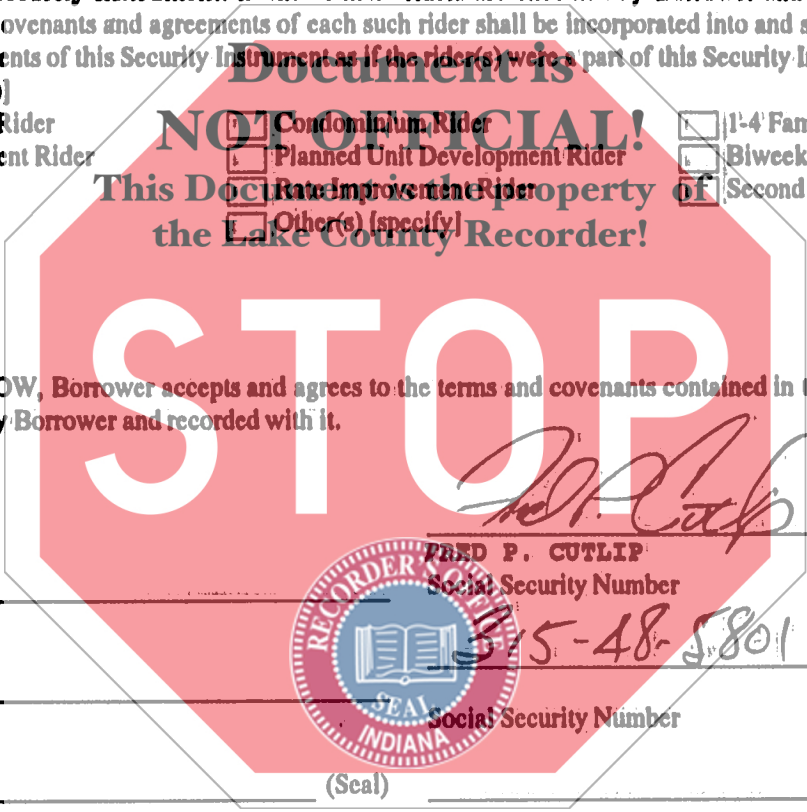 ovenants and agreements of each such rider shall be incorporated into and
ents of this Security Instrument as if the rider(s) were a part of this Security
Document is
Rider Condominium Rider 1-4
NOT OFFICIAL!
ent Rider Planned Unit Development Rider Biweek
This Document is the property of
Rate Improvement Rider Second
Other(s) [specify]
the Lake County Recorder!
STOP
OW, Borrower accepts and agrees to the terms and covenants contained in
y Borrower and recorded with it.
FRED P. CUTLIP
Social Security Number
315-48-5801
RECORDER'S OFFICE
SEAL
INDIANA
Social Security Number
(Seal)